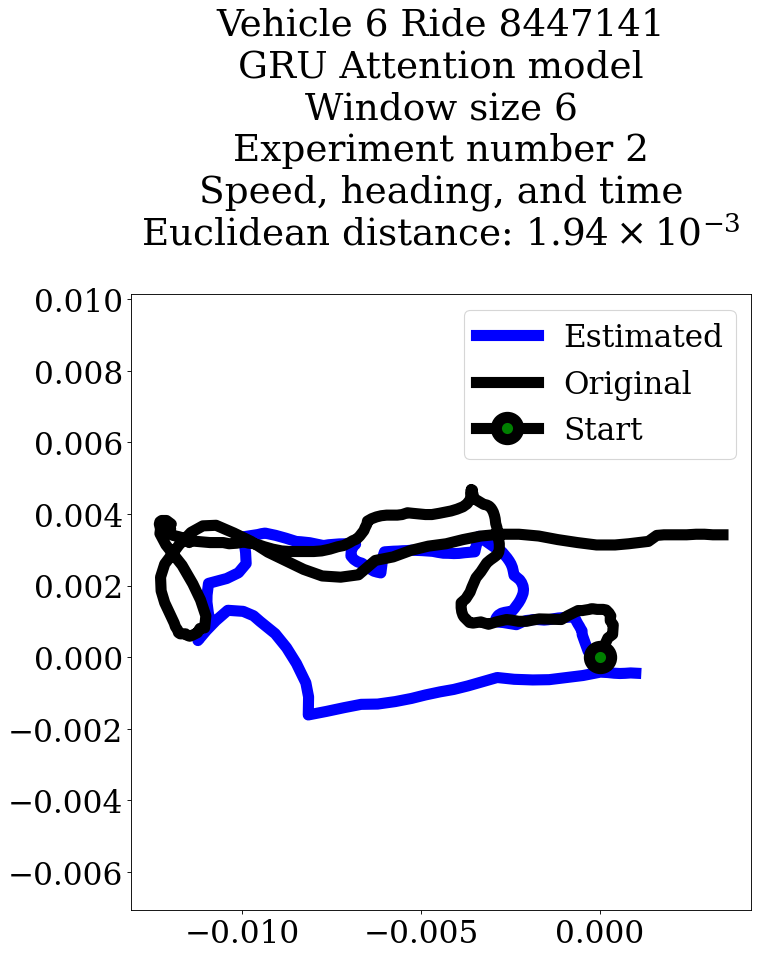 Vehicle 6 Ride 8447141
GRU Attention model
Window size 6
Experiment number 2
Speed, heading, and time
Euclidean distance: 1.94 × 10⁻³
0.010
0.008
0.006
0.004
0.002
0.000
−0.002
−0.004
−0.006
Estimated
Original
Start
−0.010
−0.005
0.000